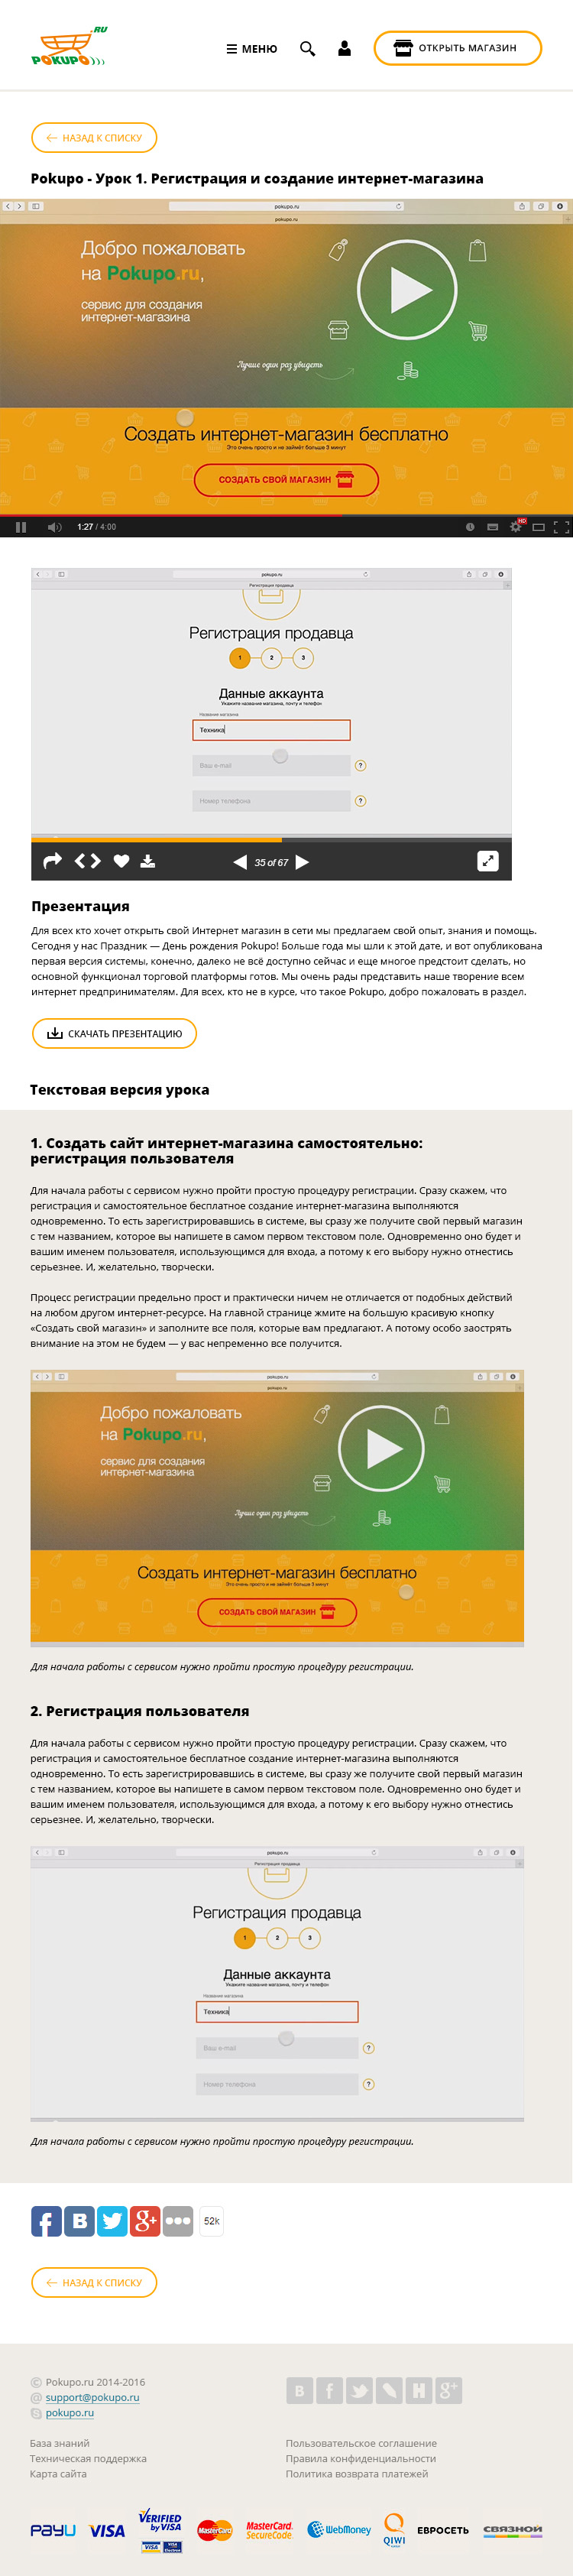 POKUPO.RU
МЕНЮ
ОТКРЫТЬ МАГАЗИН
НАЗАД К СПИСКУ
Pokupo - Урок 1. Регистрация и создание интернет-магазина
pokupo.ru
pokupo.ru
Добро пожаловать
на Pokupo.ru,
сервис для создания
интернет-магазина
Лучше один раз увидеть
Создать интернет-магазин бесплатно
Это очень просто и не займёт больше 3 минут
СОЗДАТЬ СВОЙ МАГАЗИН
1:27 / 4:00
HD
pokupo.ru
Регистрация продавца
Регистрация продавца
1 2 3
Данные аккаунта
Укажите название магазина, почту и телефон
Название магазина
Техника
Ваш e-mail
?
Номер телефона
?
35 of 67
Презентация
Для всех кто хочет открыть свой Интернет магазин в сети мы предлагаем свой опыт, знания и помощь.
Сегодня у нас Праздник — День рождения Pokupo! Больше года мы шли к этой дате, и вот опубликована
первая версия системы, конечно, далеко не всё доступно сейчас и еще многое предстоит сделать, но
основной функционал торговой платформы готов. Мы очень рады представить наше творение всем
интернет предпринимателям. Для всех, кто не в курсе, что такое Pokupo, добро пожаловать в раздел.
СКАЧАТЬ ПРЕЗЕНТАЦИЮ
Текстовая версия урока
1. Создать сайт интернет-магазина самостоятельно:
регистрация пользователя
Для начала работы с сервисом нужно пройти простую процедуру регистрации. Сразу скажем, что
регистрация и самостоятельное бесплатное создание интернет-магазина выполняются
одновременно. То есть зарегистрировавшись в системе, вы сразу же получите свой первый магазин
с тем названием, которое вы напишете в самом первом текстовом поле. Одновременно оно будет и
вашим именем пользователя, использующимся для входа, а потому к его выбору нужно отнестись
серьезнее. И, желательно, творчески.
Процесс регистрации предельно прост и практически ничем не отличается от подобных действий
на любом другом интернет-ресурсе. На главной странице жмите на большую красивую кнопку
«Создать свой магазин» и заполните все поля, которые вам предлагают. А потому особо заострять
внимание на этом не будем — у вас непременно все получится.
pokupo.ru
pokupo.ru
Добро пожаловать
на Pokupo.ru,
сервис для создания
интернет-магазина
Лучше один раз увидеть
Создать интернет-магазин бесплатно
Это очень просто и не займёт больше 3 минут
СОЗДАТЬ СВОЙ МАГАЗИН
Для начала работы с сервисом нужно пройти простую процедуру регистрации.
2. Регистрация пользователя
Для начала работы с сервисом нужно пройти простую процедуру регистрации. Сразу скажем, что
регистрация и самостоятельное бесплатное создание интернет-магазина выполняются
одновременно. То есть зарегистрировавшись в системе, вы сразу же получите свой первый магазин
с тем названием, которое вы напишете в самом первом текстовом поле. Одновременно оно будет и
вашим именем пользователя, использующимся для входа, а потому к его выбору нужно отнестись
серьезнее. И, желательно, творчески.
pokupo.ru
Регистрация продавца
Регистрация продавца
1 2 3
Данные аккаунта
Укажите название магазина, почту и телефон
Название магазина
Техника
Ваш e-mail
?
Номер телефона
?
Для начала работы с сервисом нужно пройти простую процедуру регистрации.
f В g+ 52k
НАЗАД К СПИСКУ
© Pokupo.ru 2014-2016
@ support@pokupo.ru
pokupo.ru
В f H g+
База знаний
Техническая поддержка
Карта сайта
Пользовательское соглашение
Правила конфиденциальности
Политика возврата платежей
PayU
VISA
VERIFIED
by VISA
VISA VISA Electron
MasterCard
MasterCard.
SecureCode
WebMoney
QIWI
ЕВРОСЕТЬ
СВЯЗНОЙ